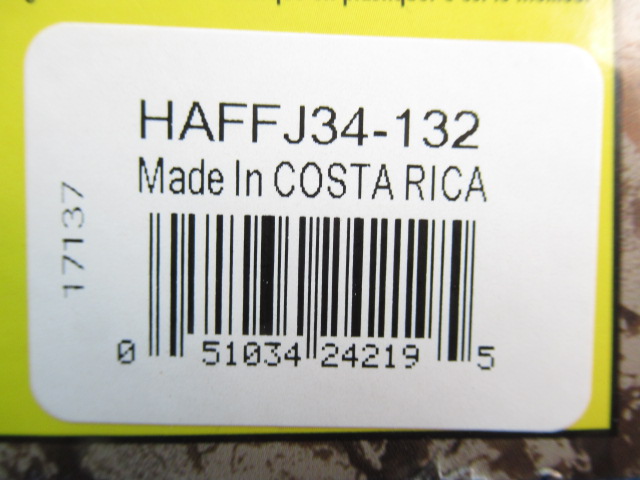 HAFFJ34-132
Made In COSTA RICA
17137
0 51034 24219 5